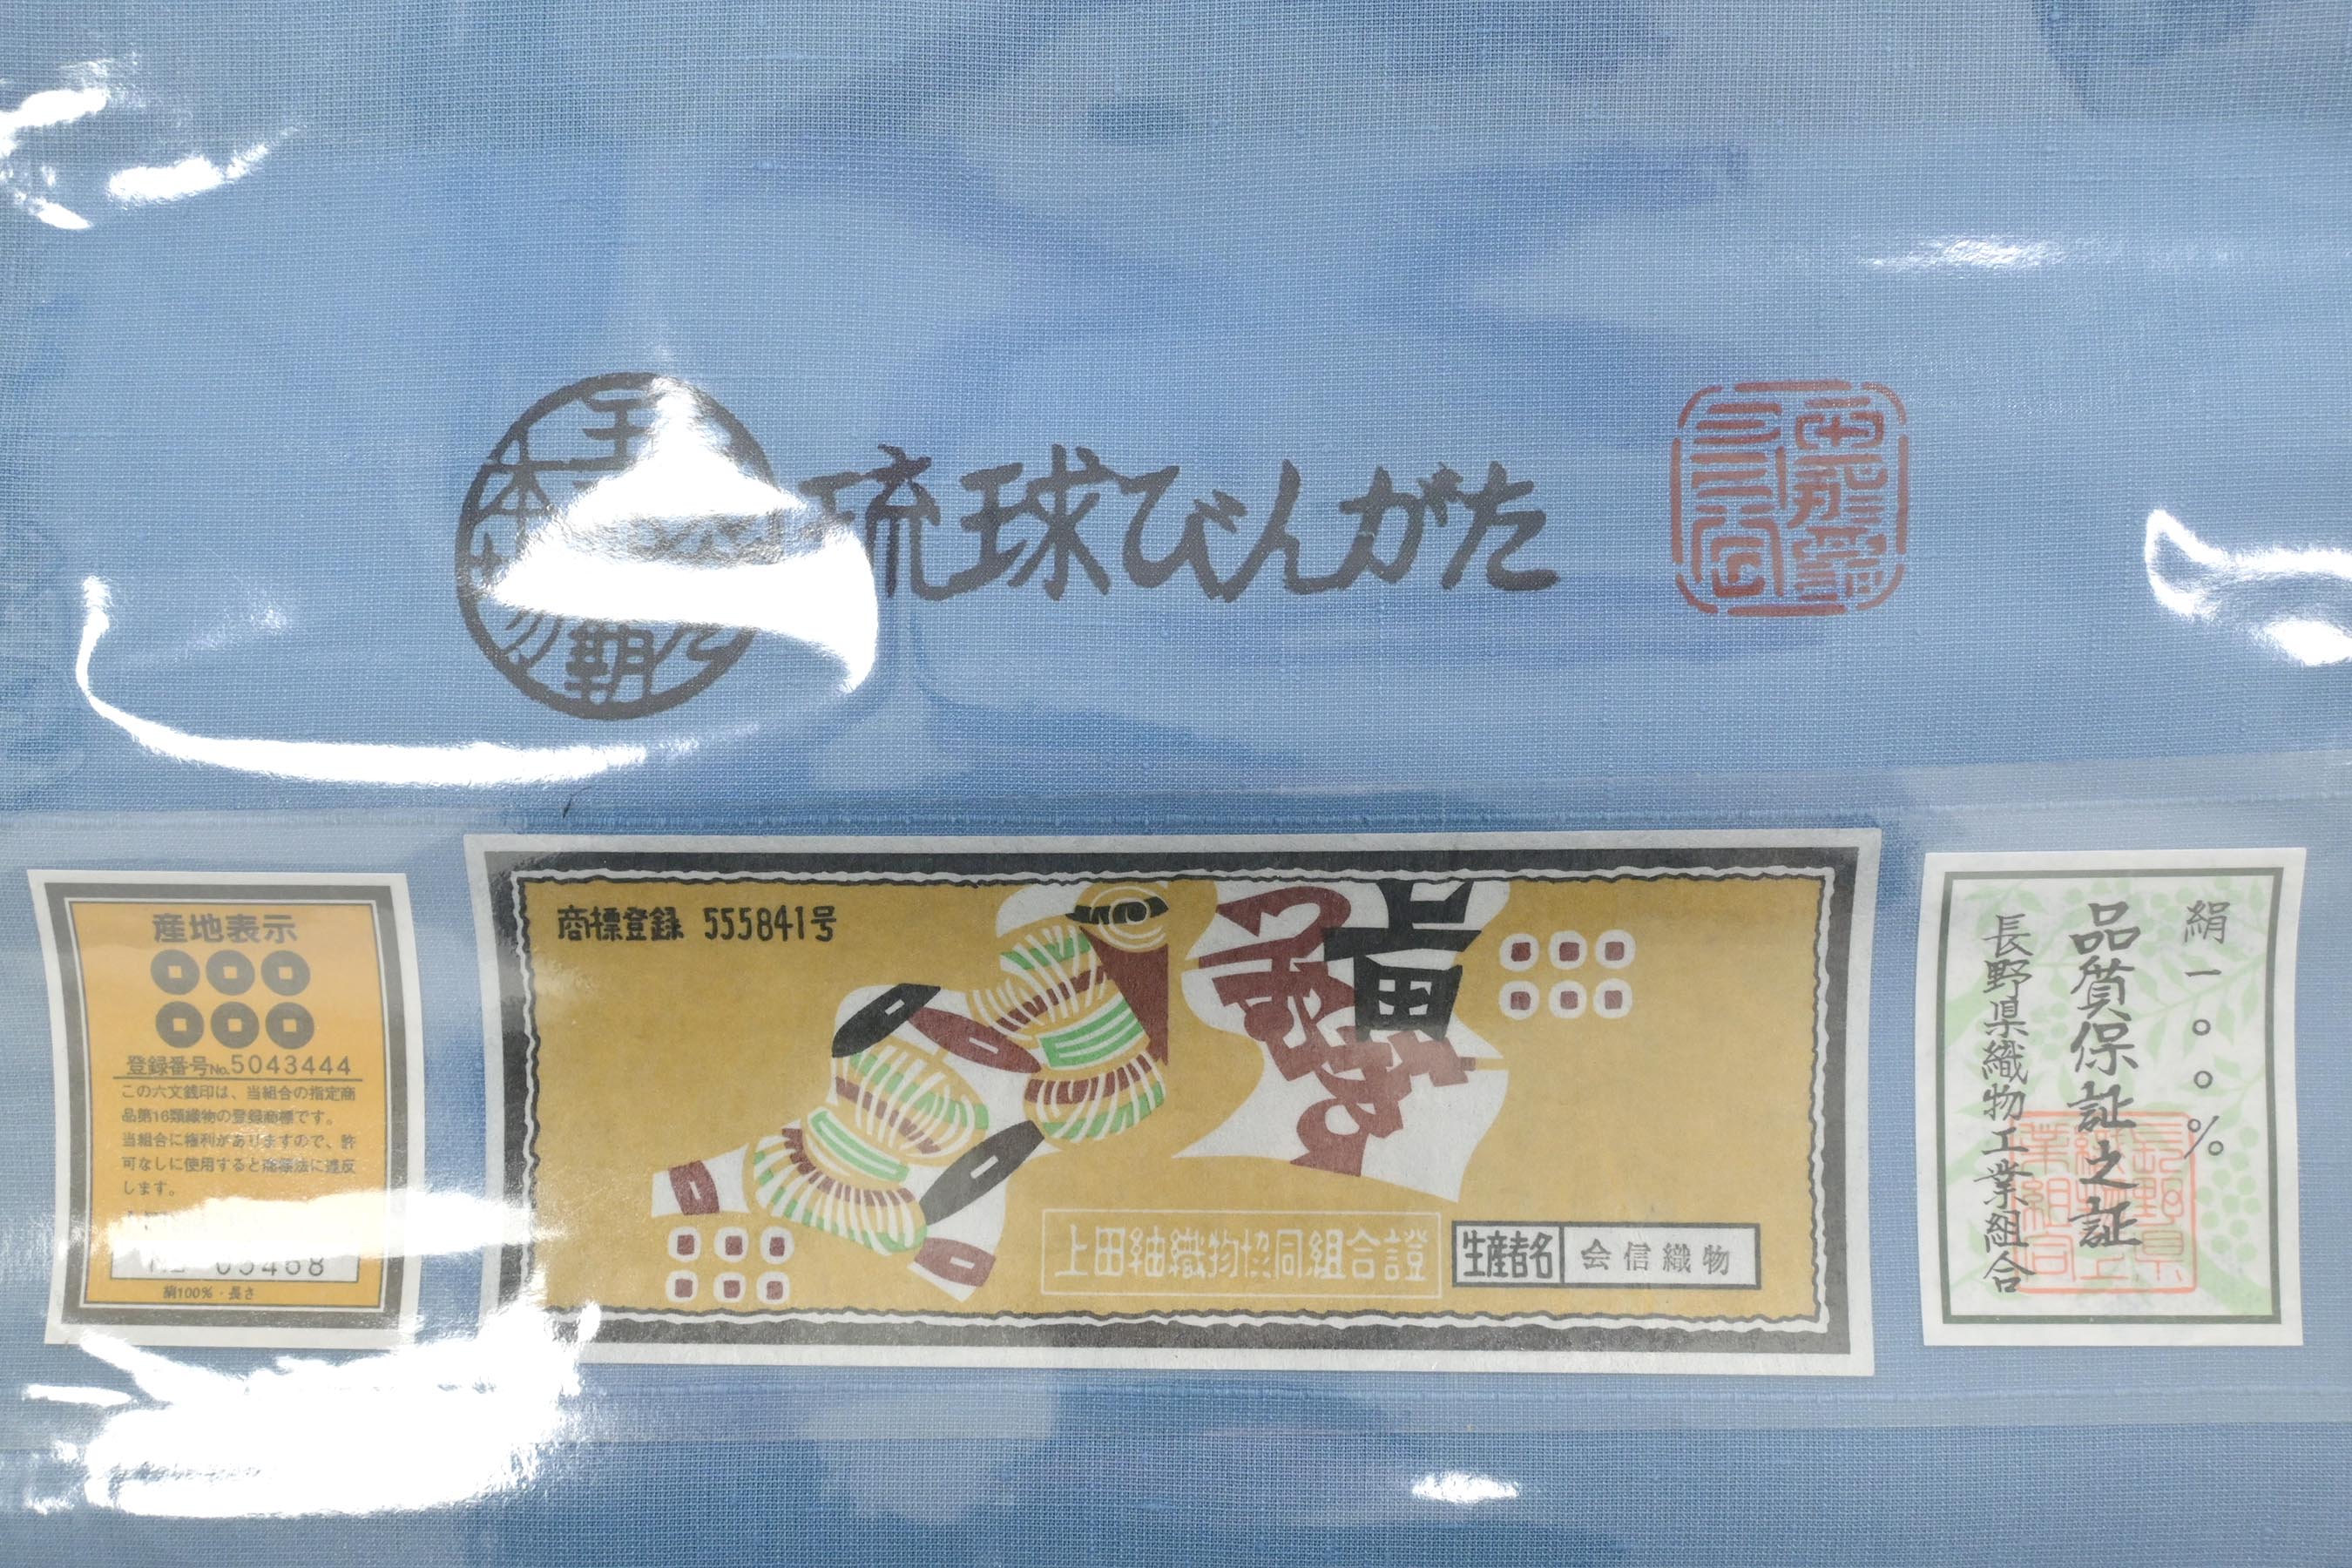 琉球びんがた
産地表示
登録番号No.5043444
この六文銭印は、当組合の指定商
品第16類織物の登録商標です。
当組合に権利がありますので、許
可なしに使用すると商標法に違反
します。
絹100%・長さ
商標登録 555841号
上田
上田紬織物協同組合證
生産者名 会信織物
絹一〇〇%
品質保証之証
長野県織物工業組合